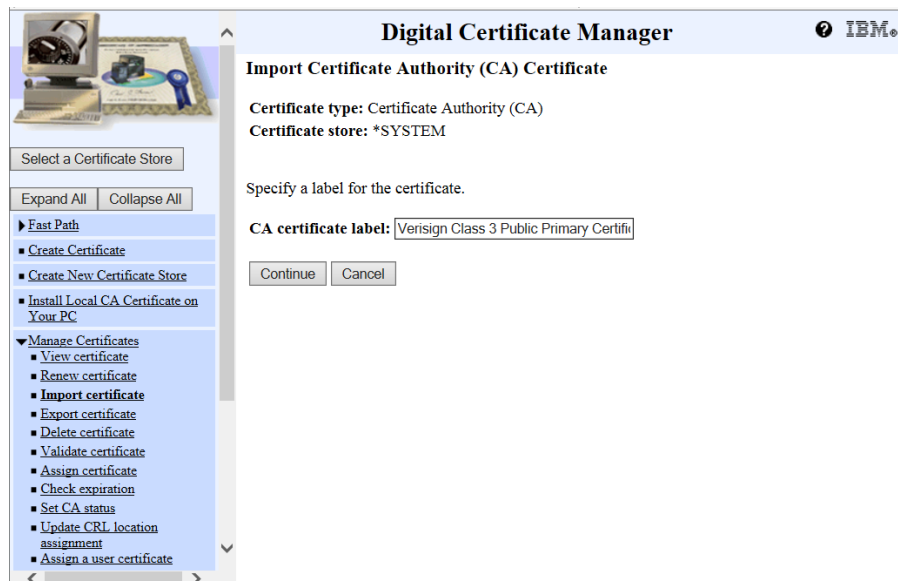 Digital Certificate Manager
IBM®
Select a Certificate Store
Expand All
Collapse All
Fast Path
Create Certificate
Create New Certificate Store
Install Local CA Certificate on
Your PC
Manage Certificates
View certificate
Renew certificate
Import certificate
Export certificate
Delete certificate
Validate certificate
Assign certificate
Check expiration
Set CA status
Update CRL location
assignment
Assign a user certificate
Import Certificate Authority (CA) Certificate
Certificate type: Certificate Authority (CA)
Certificate store: *SYSTEM
Specify a label for the certificate.
CA certificate label: Verisign Class 3 Public Primary Certifi
Continue
Cancel